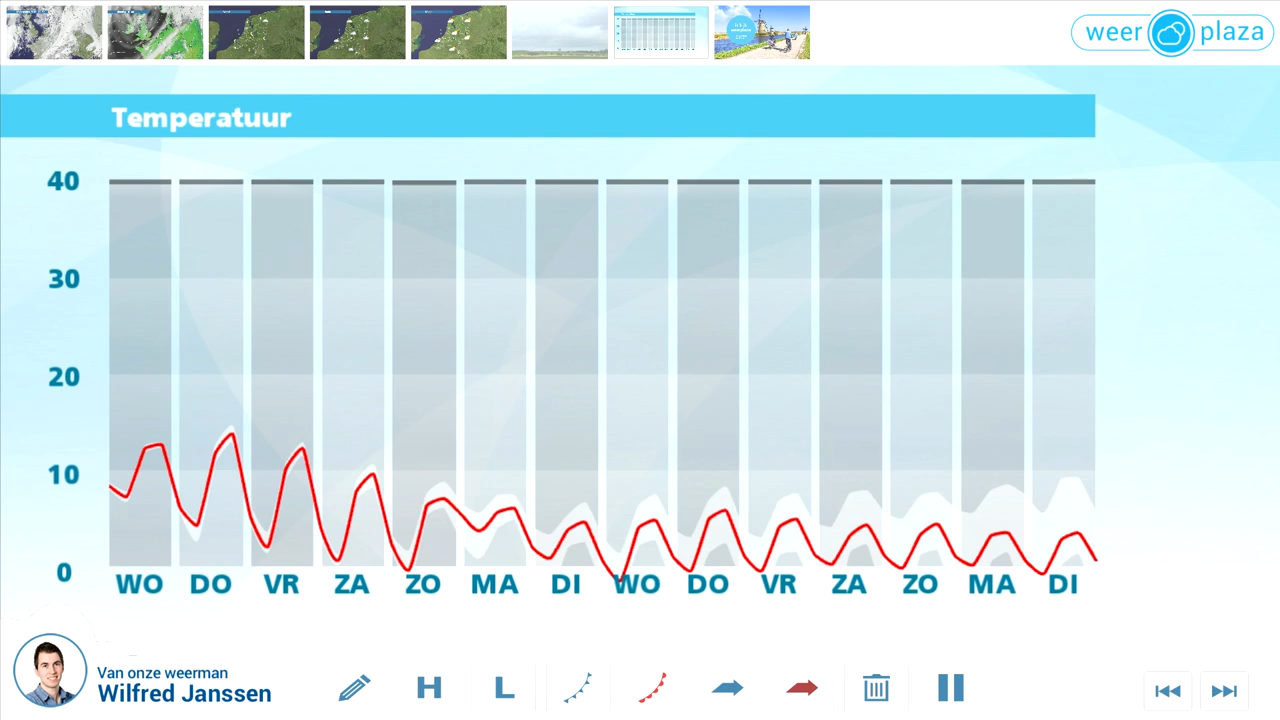 weer plaza
Temperatuur
40
30
20
10
0
WO DO VR ZA ZO MA DI WO DO VR ZA ZO MA DI
Van onze weerman
Wilfred Janssen
H L